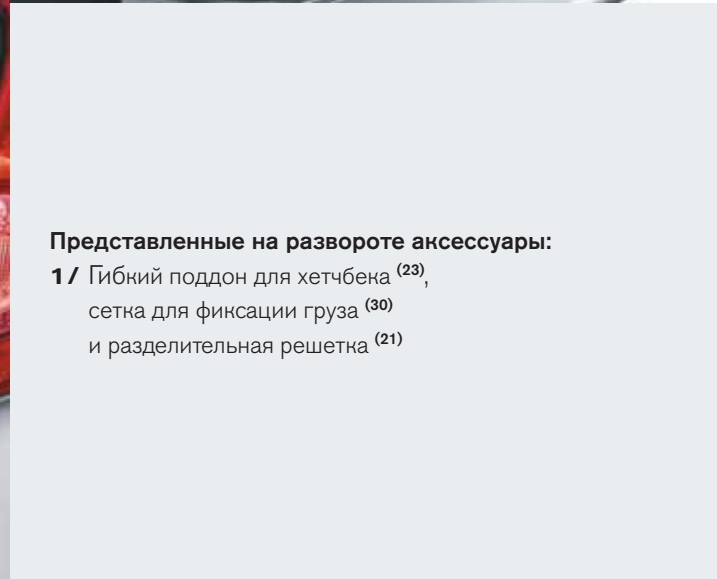 Представленные на развороте аксессуары:
1/ Гибкий поддон для хетчбека (23),
сетка для фиксации груза (30)
и разделительная решетка (21)